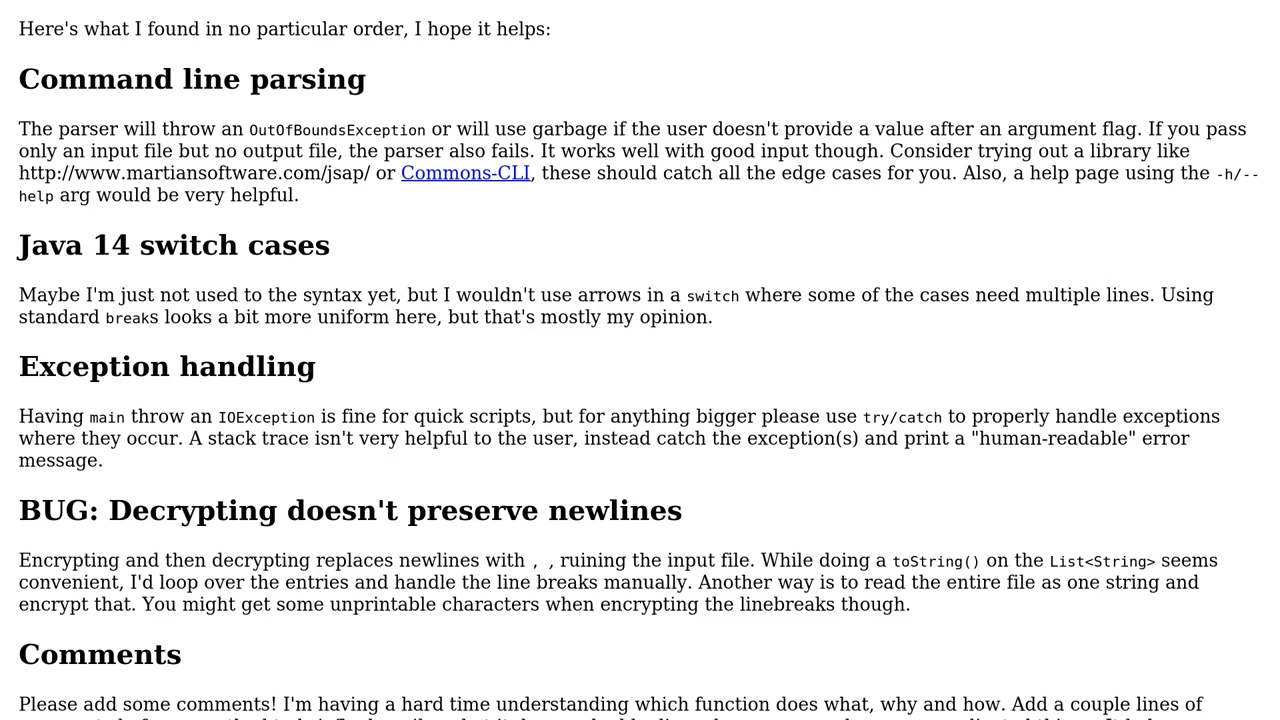 Here's what I found in no particular order, I hope it helps:
Command line parsing
The parser will throw an OutOfBoundsException or will use garbage if the user doesn't provide a value after an argument flag. If you pass
only an input file but no output file, the parser also fails. It works well with good input though. Consider trying out a library like
http://www.martiansoftware.com/jsap/ or Commons-CLI, these should catch all the edge cases for you. Also, a help page using the -h/--
help arg would be very helpful.
Java 14 switch cases
Maybe I'm just not used to the syntax yet, but I wouldn't use arrows in a switch where some of the cases need multiple lines. Using
standard breaks looks a bit more uniform here, but that's mostly my opinion.
Exception handling
Having main throw an IOException is fine for quick scripts, but for anything bigger please use try/catch to properly handle exceptions
where they occur. A stack trace isn't very helpful to the user, instead catch the exception(s) and print a "human-readable" error
message.
BUG: Decrypting doesn't preserve newlines
Encrypting and then decrypting replaces newlines with , , ruining the input file. While doing a toString() on the List<String> seems
convenient, I'd loop over the entries and handle the line breaks manually. Another way is to read the entire file as one string and
encrypt that. You might get some unprintable characters when encrypting the linebreaks though.
Comments
Please add some comments! I'm having a hard time understanding which function does what, why and how. Add a couple lines of